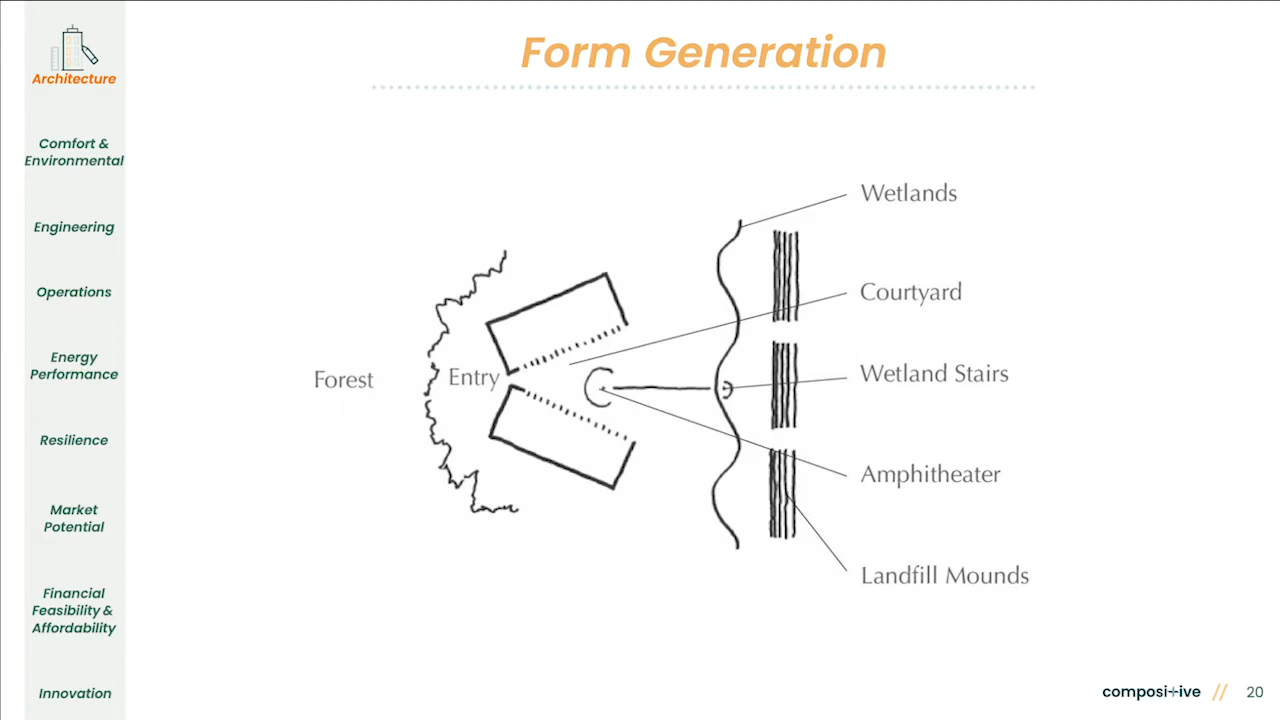 Architecture
Comfort &
Environmental
Engineering
Operations
Energy
Performance
Resilience
Market
Potential
Financial
Feasibility &
Affordability
Innovation
Form Generation
Wetlands
Courtyard
Forest
Entry
Wetland Stairs
Amphitheater
Landfill Mounds
composi+ive // 20